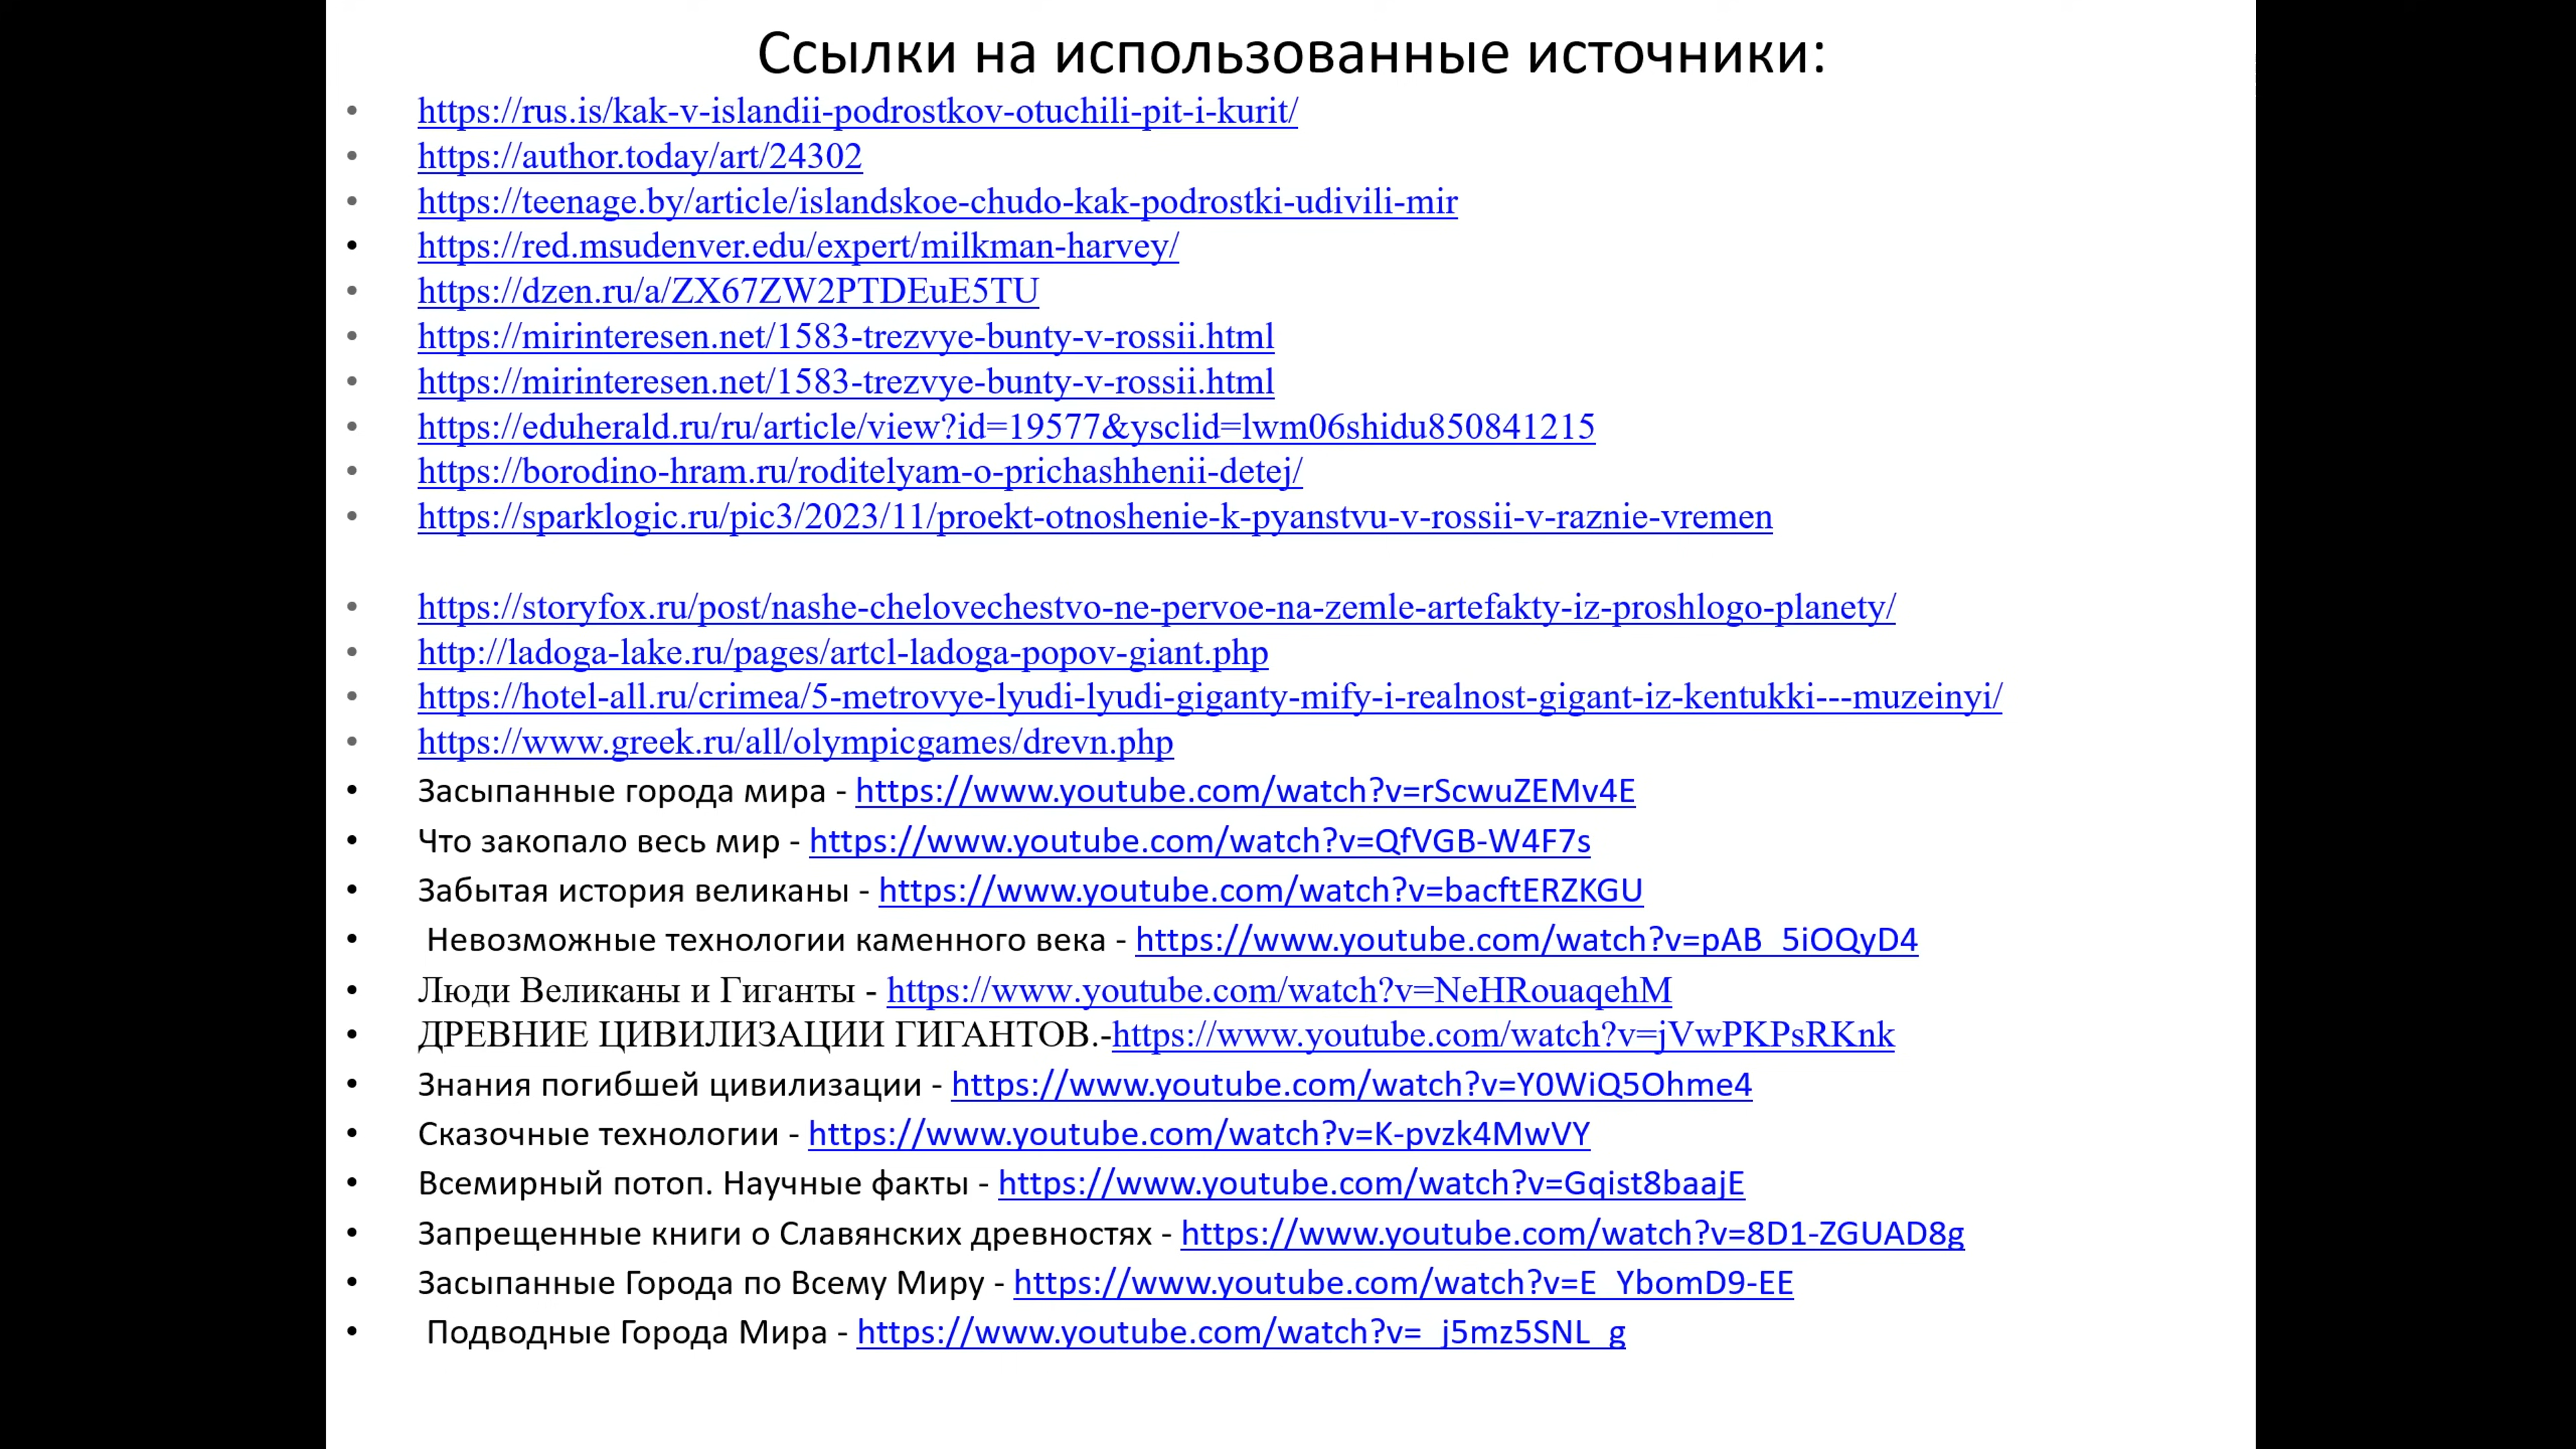 Ссылки на использованные источники:
• https://rus.is/kak-v-islandii-podrostkov-otuchili-pit-i-kurit/
• https://author.today/art/24302
• https://teenage.by/article/islandskoe-chudo-kak-podrostki-udivili-mir
• https://red.msudenver.edu/expert/milkman-harvey/
• https://dzen.ru/a/ZX67ZW2PTDEuE5TU
• https://mirinteresen.net/1583-trezvye-bunty-v-rossii.html
• https://mirinteresen.net/1583-trezvye-bunty-v-rossii.html
• https://eduherald.ru/ru/article/view?id=19577&ysclid=lwm06shidu850841215
• https://borodino-hram.ru/roditelyam-o-prichashhenii-detej/
• https://sparklogic.ru/pic3/2023/11/proekt-otnoshenie-k-pyanstvu-v-rossii-v-raznie-vremen
• https://storyfox.ru/post/nashe-chelovechestvo-ne-pervoe-na-zemle-artefakty-iz-proshlogo-planety/
• http://ladoga-lake.ru/pages/artcl-ladoga-popov-giant.php
• https://hotel-all.ru/crimea/5-metrovye-lyudi-lyudi-giganty-mify-i-realnost-gigant-iz-kentukki---muzeinyi/
• https://www.greek.ru/all/olympicgames/drevn.php
• Засыпанные города мира - https://www.youtube.com/watch?v=rScwuZEMv4E
• Что закопало весь мир - https://www.youtube.com/watch?v=QfVGB-W4F7s
• Забытая история великаны - https://www.youtube.com/watch?v=bacftERZKGU
• Невозможные технологии каменного века - https://www.youtube.com/watch?v=pAB_5iOQyD4
• Люди Великаны и Гиганты - https://www.youtube.com/watch?v=NeHRouaqehM
• ДРЕВНИЕ ЦИВИЛИЗАЦИИ ГИГАНТОВ.-https://www.youtube.com/watch?v=jVwPKPsRKnk
• Знания погибшей цивилизации - https://www.youtube.com/watch?v=Y0WiQ5Ohme4
• Сказочные технологии - https://www.youtube.com/watch?v=K-pvzk4MwVY
• Всемирный потоп. Научные факты - https://www.youtube.com/watch?v=Gqist8baajE
• Запрещенные книги о Славянских древностях - https://www.youtube.com/watch?v=8D1-ZGUAD8g
• Засыпанные Города по Всему Миру - https://www.youtube.com/watch?v=E_YbomD9-EE
• Подводные Города Мира - https://www.youtube.com/watch?v=_j5mz5SNL_g